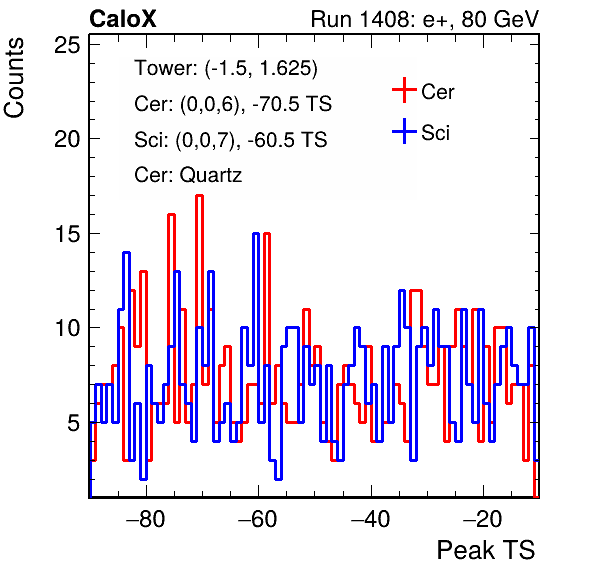 CaloX Run 1408: e+, 80 GeV
Counts
25
Tower: (-1.5, 1.625)
Cer: (0,0,6), -70.5 TS
Sci: (0,0,7), -60.5 TS
Cer: Quartz
Cer
Sci
20
15
10
5
−80 −60 −40 −20
Peak TS